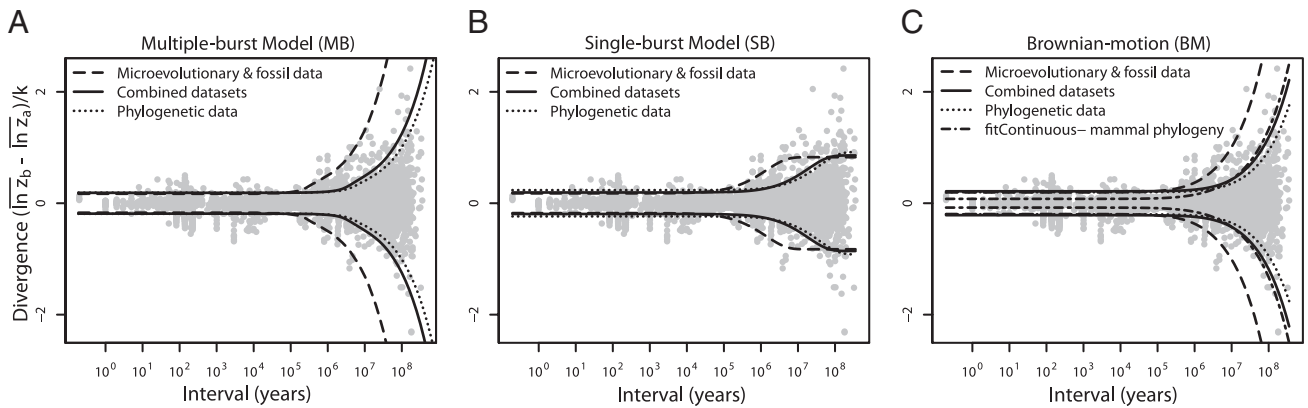 A
Multiple-burst Model (MB)
Microevolutionary & fossil data
Combined datasets
Phylogenetic data
Divergence (ln z_b - ln z_a)/k
2
0
−2
10^0 10^1 10^2 10^3 10^4 10^5 10^6 10^7 10^8
Interval (years)
B
Single-burst Model (SB)
Microevolutionary & fossil data
Combined datasets
Phylogenetic data
2
0
−2
10^0 10^1 10^2 10^3 10^4 10^5 10^6 10^7 10^8
Interval (years)
C
Brownian-motion (BM)
Microevolutionary & fossil data
Combined datasets
Phylogenetic data
fitContinuous− mammal phylogeny
2
0
−2
10^0 10^1 10^2 10^3 10^4 10^5 10^6 10^7 10^8
Interval (years)